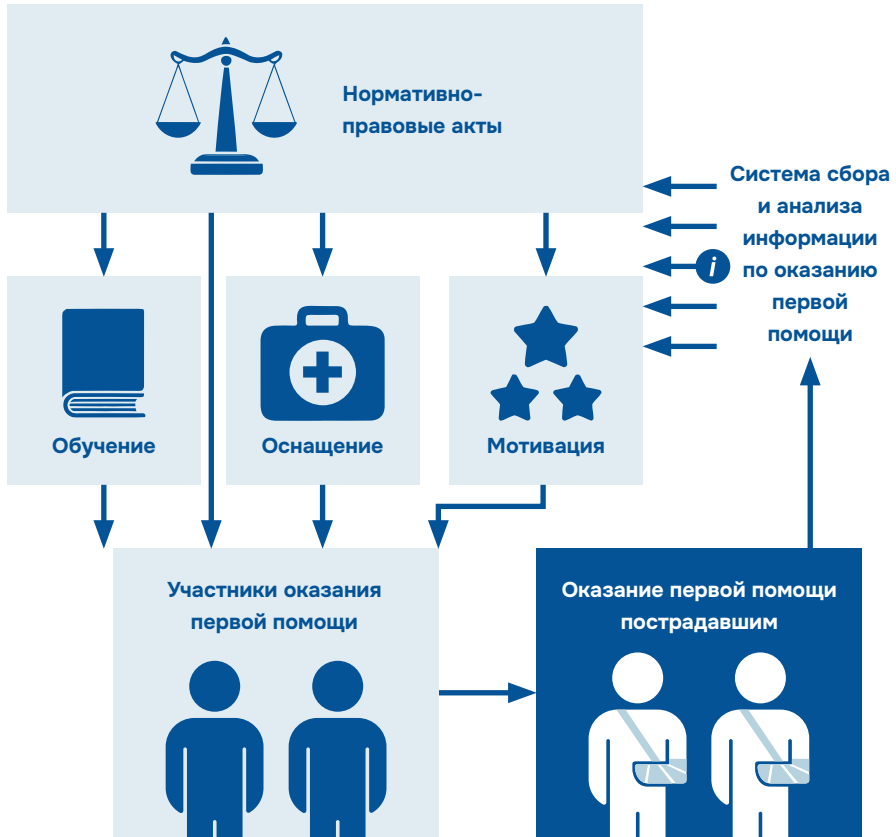 Нормативно-
правовые акты
Система сбора
и анализа
информации
i
по оказанию
первой
помощи
Обучение
Оснащение
Мотивация
Участники оказания
первой помощи
Оказание первой помощи
пострадавшим